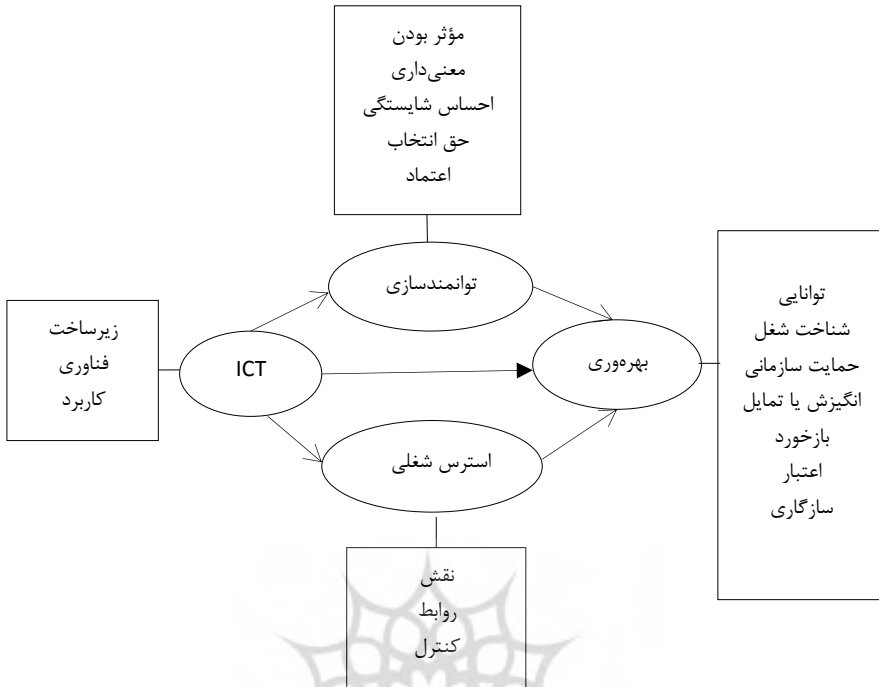 مؤثر بودن
معنی‌داری
احساس شایستگی
حق انتخاب
اعتماد
توانمندسازی
زیرساخت
فناوری
کاربرد
ICT
بهره‌وری
توانایی
شناخت شغل
حمایت سازمانی
انگیزش یا تمایل
بازخورد
اعتبار
سازگاری
استرس شغلی
نقش
روابط
کنترل